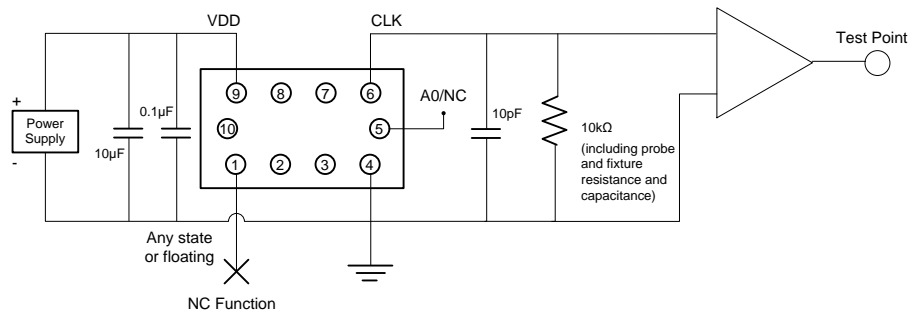 VDD
CLK
Test Point
+
Power
Supply
-
10µF
0.1µF
9
8
7
6
10
5
1
2
3
4
A0/NC
10pF
10kΩ
(including probe
and fixture
resistance and
capacitance)
Any state
or floating
NC Function